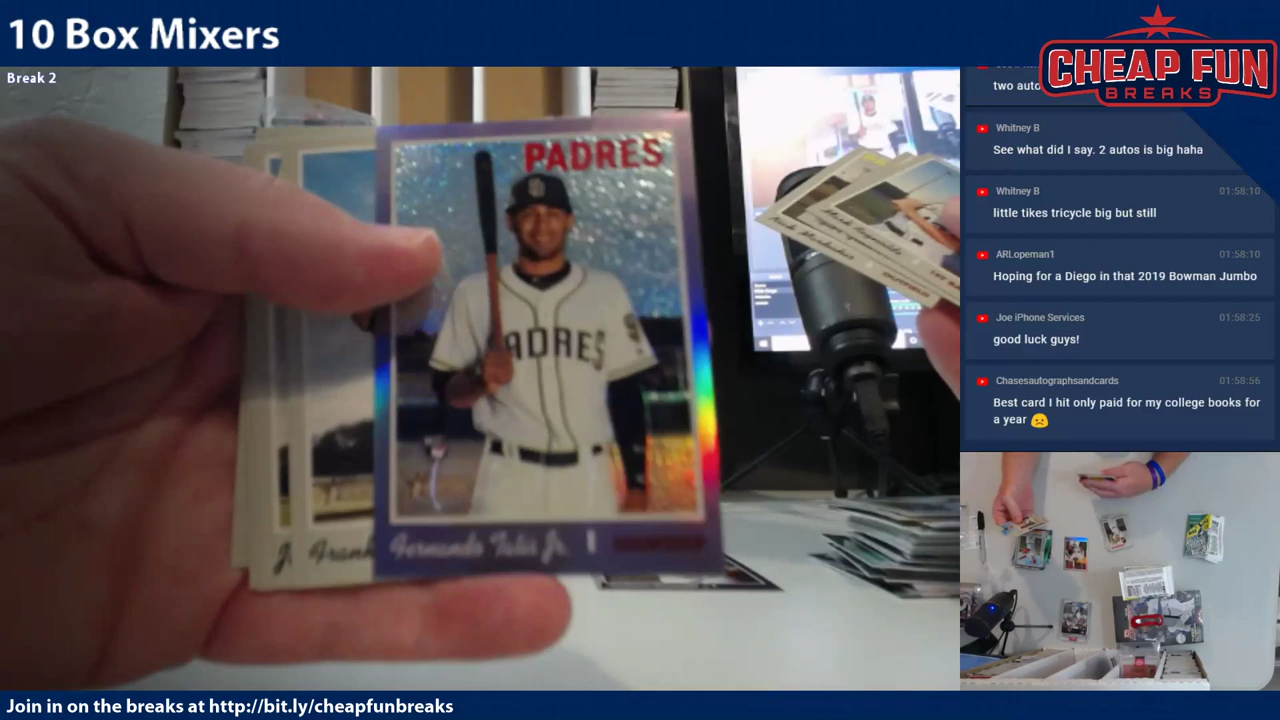 10 Box Mixers
Break 2
CHEAP FUN
BREAKS
two auto
Whitney B
See what did I say. 2 autos is big haha
Whitney B 01:58:10
little tikes tricycle big but still
ARLopeman1 01:58:10
Hoping for a Diego in that 2019 Bowman Jumbo
Joe iPhone Services 01:58:25
good luck guys!
Chasesautographsandcards 01:58:56
Best card I hit only paid for my college books for
a year
PADRES
PADRES
Fernando Tatis Jr.
Frank
J
Join in on the breaks at http://bit.ly/cheapfunbreaks